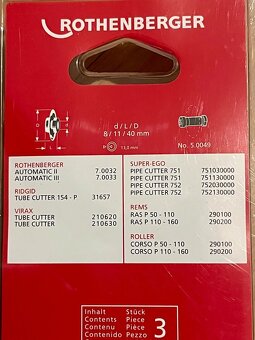 ROTHENBERGER
d / L / D
8 / 11 / 40 mm
No. 5.0049
D
d
L
ROTHENBERGER
AUTOMATIC II 7.0032
AUTOMATIC III 7.0033
RIDGID
TUBE CUTTER 154 - P 31657
VIRAX
TUBE CUTTER 210620
TUBE CUTTER 210630
SUPER-EGO
PIPE CUTTER 751 751030000
PIPE CUTTER 751 751130000
PIPE CUTTER 752 752030000
PIPE CUTTER 752 752130000
REMS
RAS P 50 - 110 290100
RAS P 110 - 160 290200
ROLLER
CORSO P 50 - 110 290100
CORSO P 110 - 160 290200
Inhalt Stück
Contents Piece
Contenu Pièce
Contenido Pezzo
3